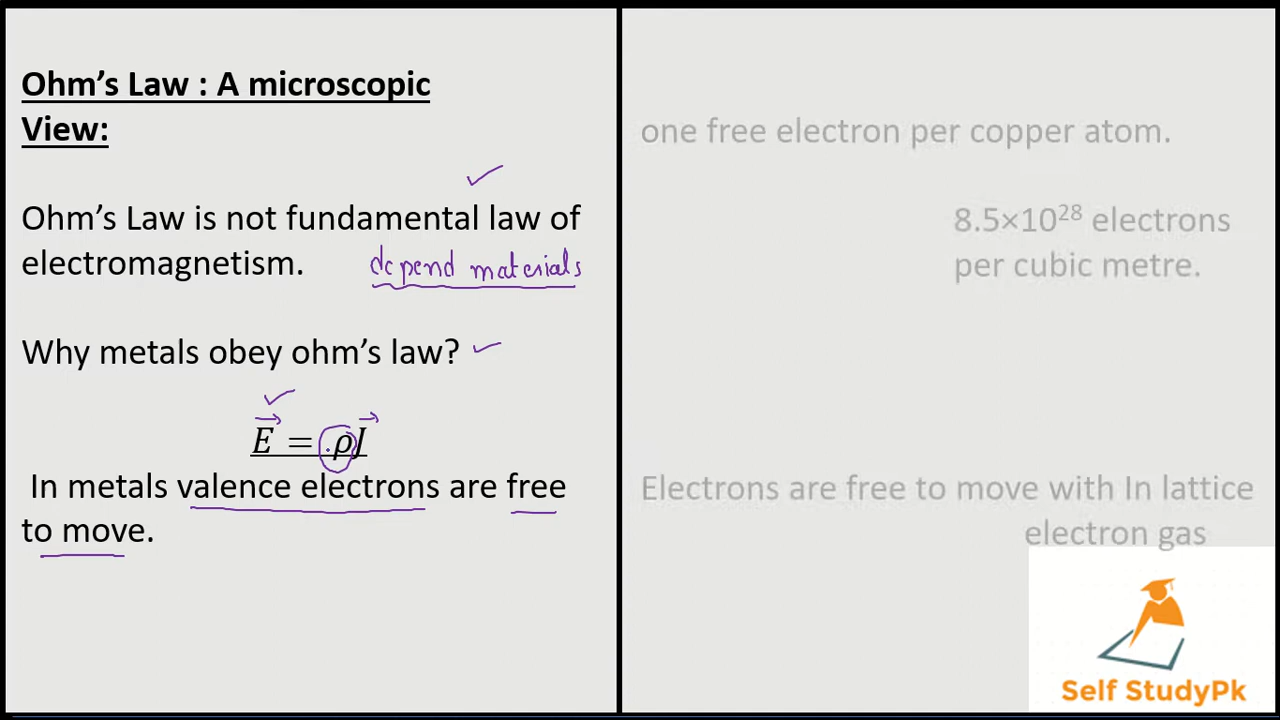 Ohm’s Law : A microscopic
View:
Ohm’s Law is not fundamental law of
electromagnetism.
depend materials
Why metals obey ohm’s law?
E = ρJ
In metals valence electrons are free
to move.
one free electron per copper atom.
8.5×10²⁸ electrons
per cubic metre.
Electrons are free to move with In lattice
electron gas
Self StudyPk